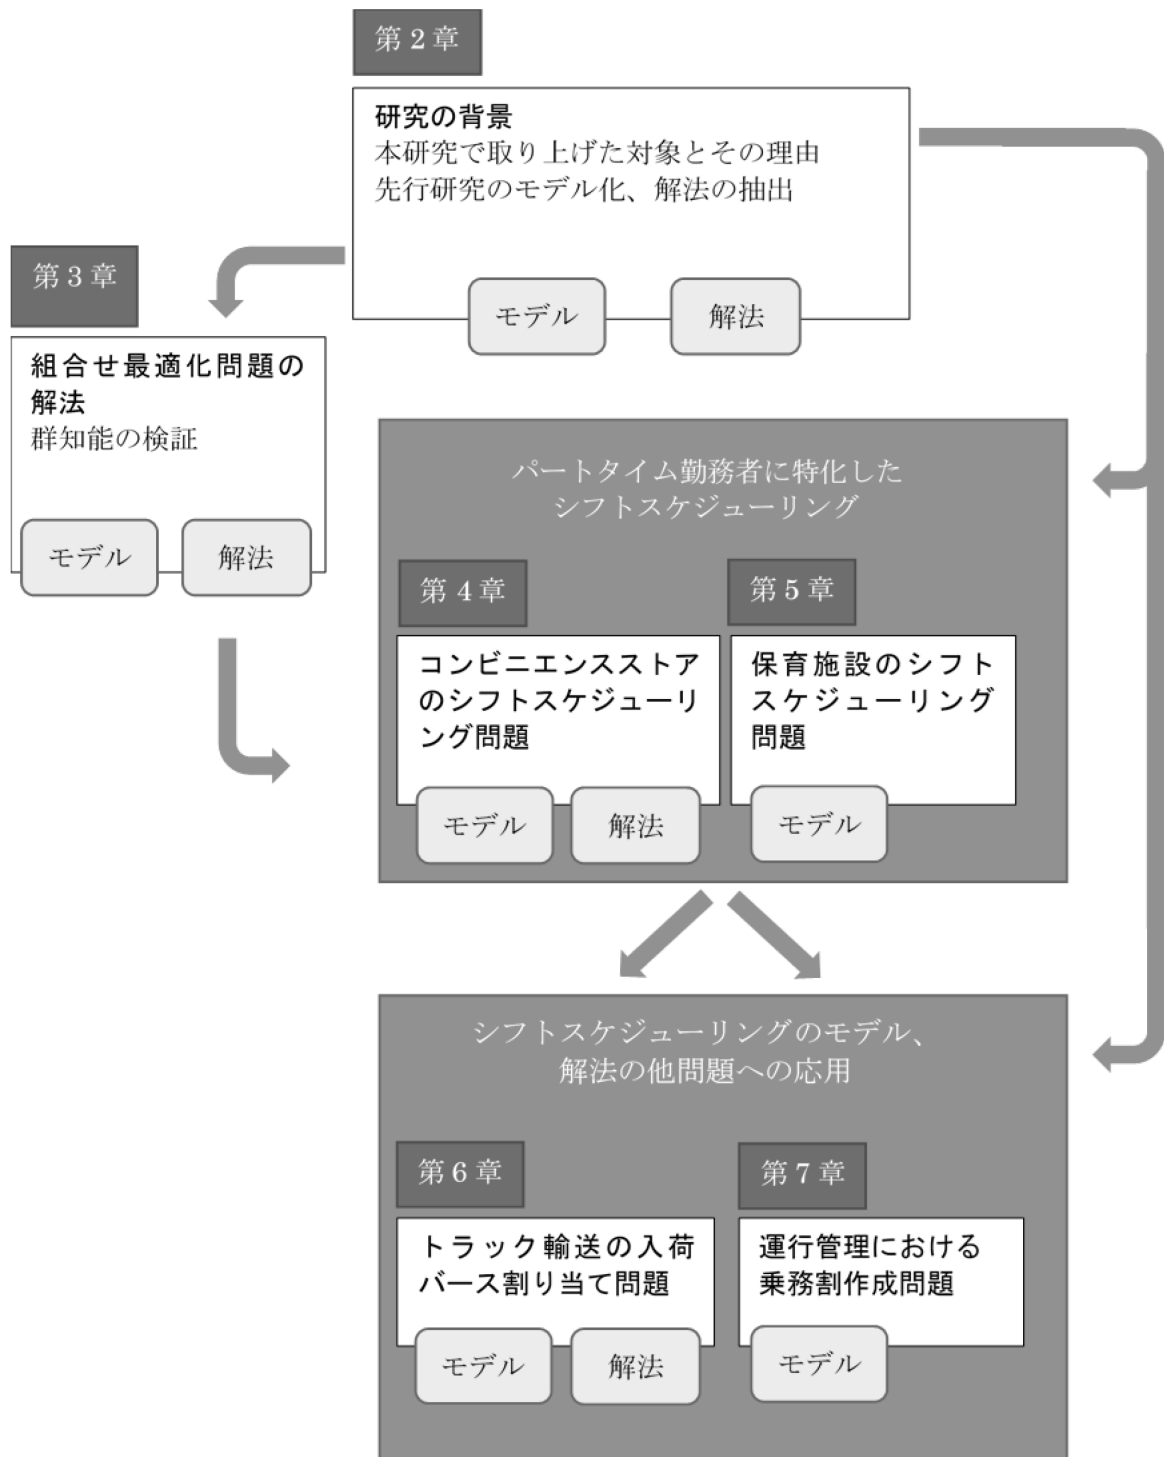 第2章
研究の背景
本研究で取り上げた対象とその理由
先行研究のモデル化、解法の抽出
モデル
解法
第3章
組合せ最適化問題の
解法
群知能の検証
モデル
解法
パートタイム勤務者に特化した
シフトスケジューリング
第4章
コンビニエンスストア
のシフトスケジューリ
ング問題
モデル
解法
第5章
保育施設のシフト
スケジューリング
問題
モデル
シフトスケジューリングのモデル、
解法の他問題への応用
第6章
トラック輸送の入荷
バース割り当て問題
モデル
解法
第7章
運行管理における
乗務割作成問題
モデル